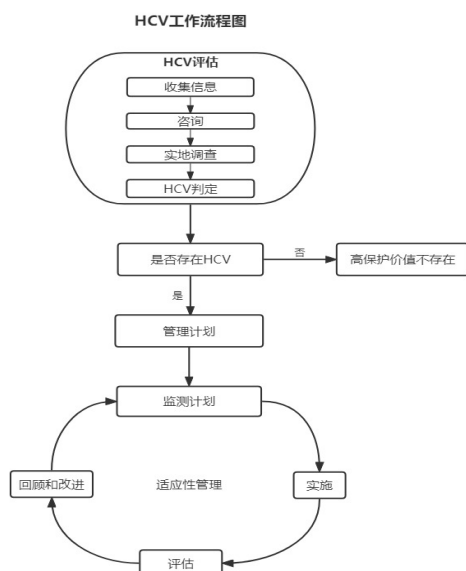 HCV工作流程图
HCV评估
收集信息
咨询
实地调查
HCV判定
是否存在HCV
否
高保护价值不存在
是
管理计划
监测计划
回顾和改进
适应性管理
实施
评估